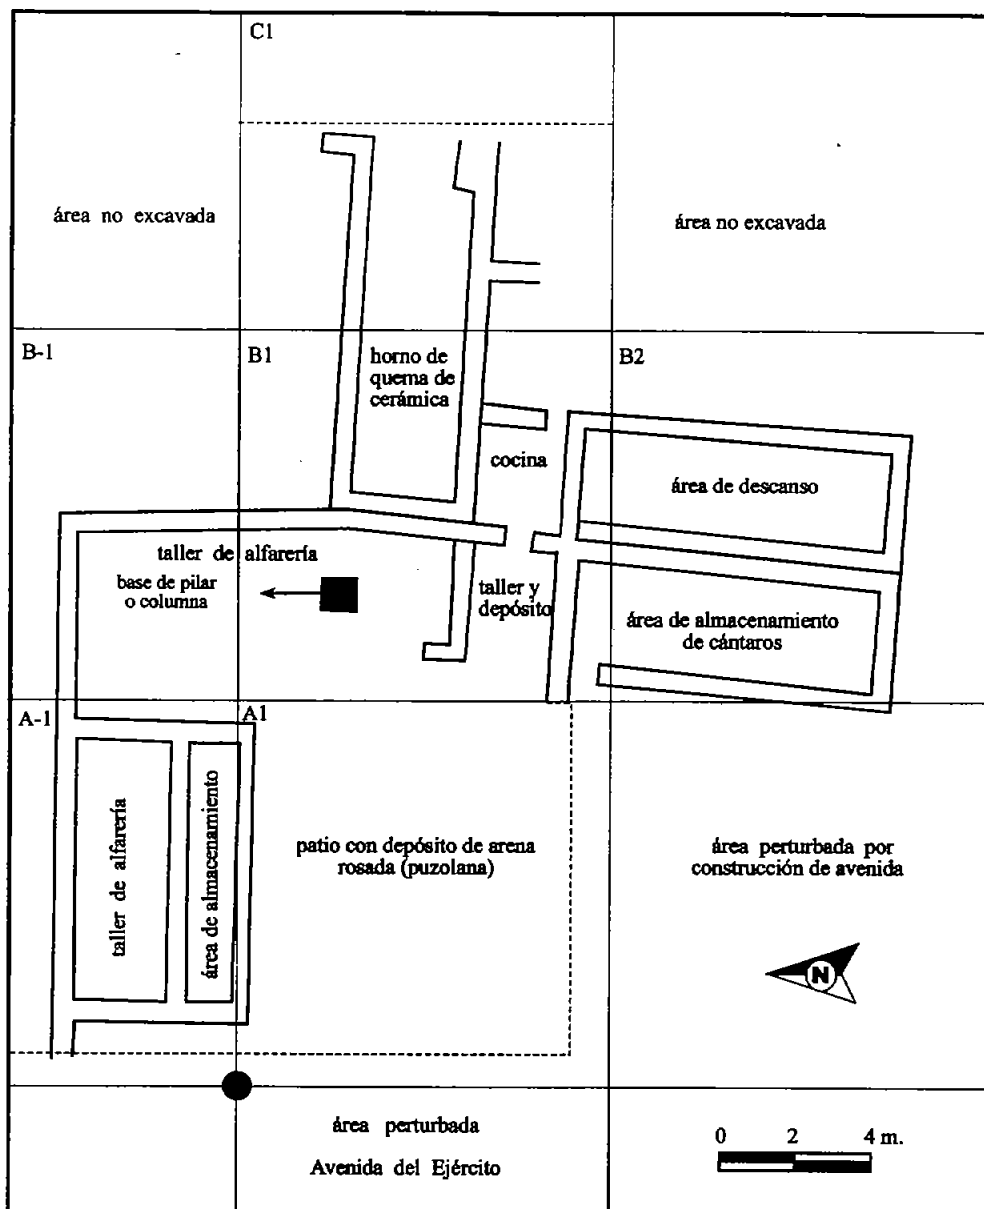 C1
área no excavada
área no excavada
B-1
B1
B2
horno de
quema de
cerámica
cocina
área de descanso
taller de alfarería
base de pilar
o columna
taller y
depósito
área de almacenamiento
de cántaros
A-1
A1
taller de alfarería
área de almacenamiento
patio con depósito de arena
rosada (puzolana)
área perturbada por
construcción de avenida
N
área perturbada
Avenida del Ejército
0 2 4 m.